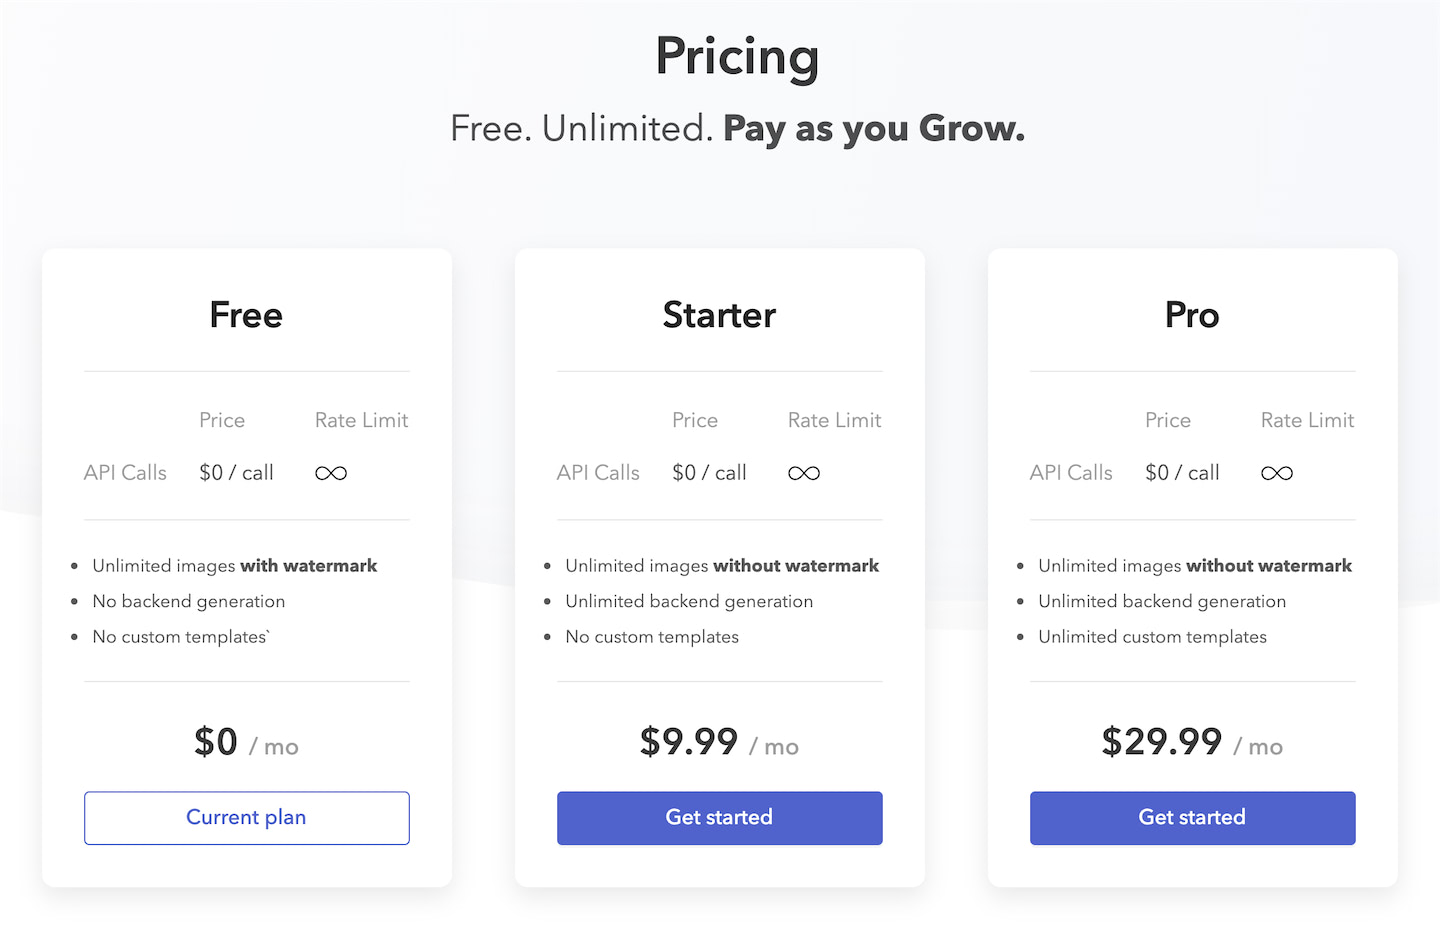 Pricing
Free. Unlimited. Pay as you Grow.
Free
Price Rate Limit
API Calls $0 / call ∞
Unlimited images with watermark
No backend generation
No custom templates`
$0 / mo
Current plan
Starter
Price Rate Limit
API Calls $0 / call ∞
Unlimited images without watermark
Unlimited backend generation
No custom templates
$9.99 / mo
Get started
Pro
Price Rate Limit
API Calls $0 / call ∞
Unlimited images without watermark
Unlimited backend generation
Unlimited custom templates
$29.99 / mo
Get started